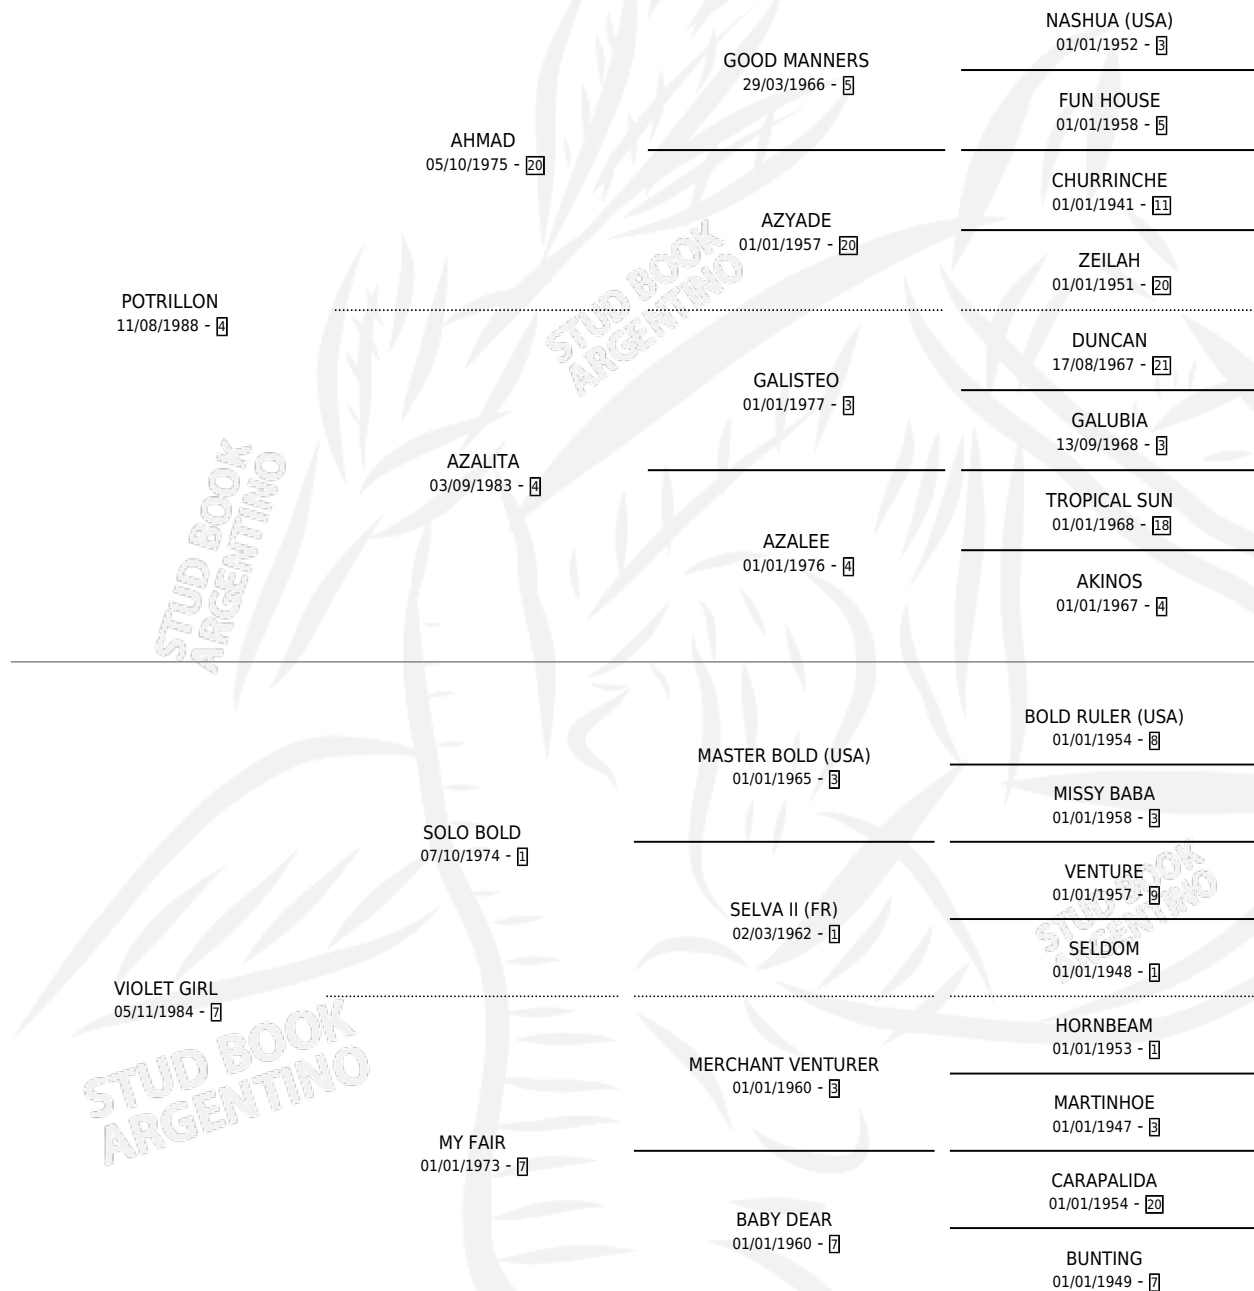 NASHUA (USA)
01/01/1952 - 3
GOOD MANNERS
29/03/1966 - 5
FUN HOUSE
01/01/1958 - 5
AHMAD
05/10/1975 - 20
CHURRINCHE
01/01/1941 - 11
AZYADE
01/01/1957 - 20
ZEILAH
01/01/1951 - 20
POTRILLON
11/08/1988 - 4
DUNCAN
17/08/1967 - 21
GALISTEO
01/01/1977 - 3
GALUBIA
13/09/1968 - 3
AZALITA
03/09/1983 - 4
TROPICAL SUN
01/01/1968 - 18
AZALEE
01/01/1976 - 4
AKINOS
01/01/1967 - 4
STUD BOOK
ARGENTINO
STUD BOOK
ARGENTINO
BOLD RULER (USA)
01/01/1954 - 8
MASTER BOLD (USA)
01/01/1965 - 3
MISSY BABA
01/01/1958 - 3
SOLO BOLD
07/10/1974 - 1
VENTURE
01/01/1957 - 9
SELVA II (FR)
02/03/1962 - 1
SELDOM
01/01/1948 - 1
VIOLET GIRL
05/11/1984 - 7
HORNBEAM
01/01/1953 - 1
MERCHANT VENTURER
01/01/1960 - 3
MARTINHOE
01/01/1947 - 3
MY FAIR
01/01/1973 - 7
CARAPALIDA
01/01/1954 - 20
BABY DEAR
01/01/1960 - 7
BUNTING
01/01/1949 - 7
STUD BOOK
ARGENTINO
STUD BOOK
ARGENTINO